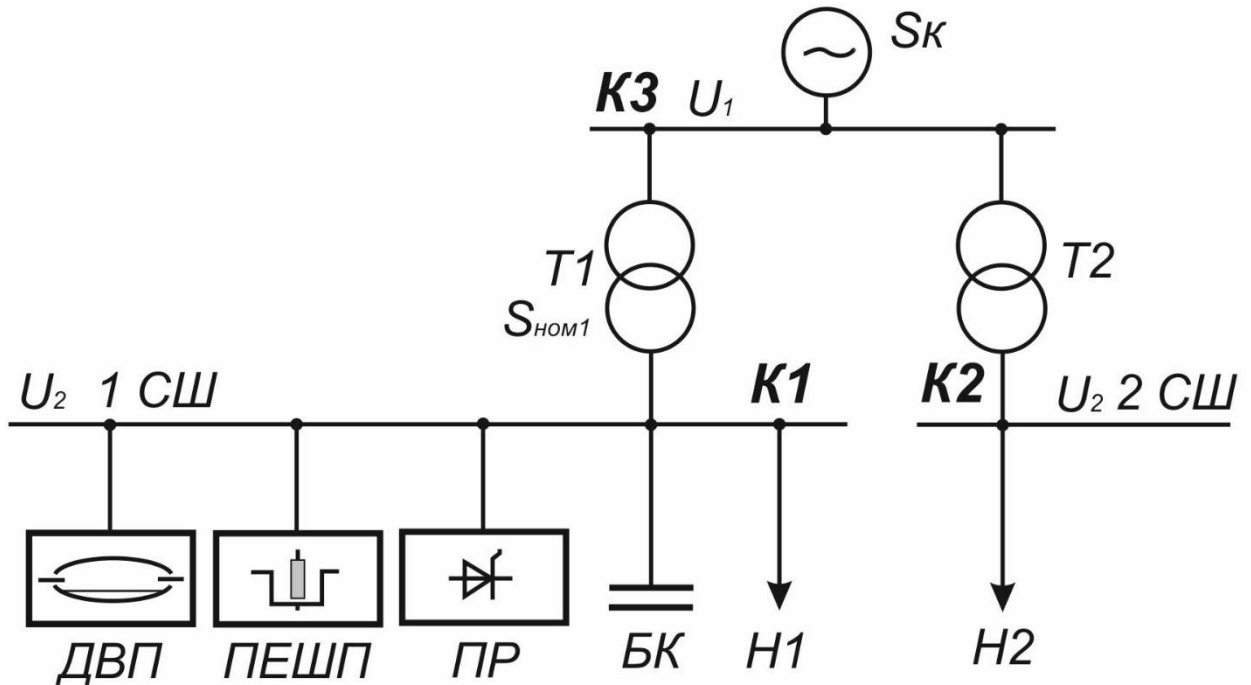 Sк
К3 U₁
T1
Sном1
T2
U₂ 1 СШ
К1
К2
U₂ 2 СШ
ДВП
ПЕШП
ПР
БК
Н1
Н2